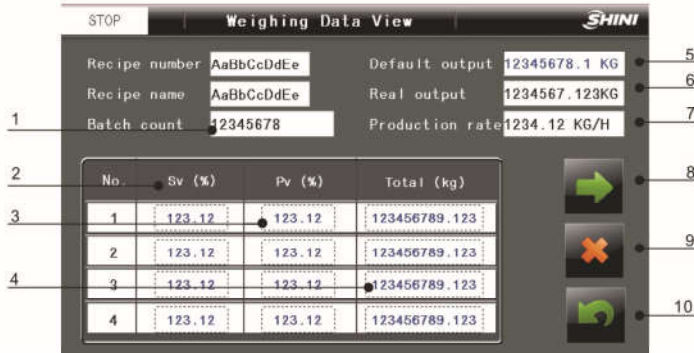 STOP Weighing Data View SHINI
Recipe number AaBbCcDdEe Default output 12345678.1 KG 5
Recipe name AaBbCcDdEe Real output 1234567.123KG 6
1 Batch count 12345678 Production rate 1234.12 KG/H 7
2 No. Sv (%) Pv (%) Total (kg) 8
3 1 123.12 123.12 123456789.123
2 123.12 123.12 123456789.123 9
4 3 123.12 123.12 123456789.123
4 123.12 123.12 123456789.123 10